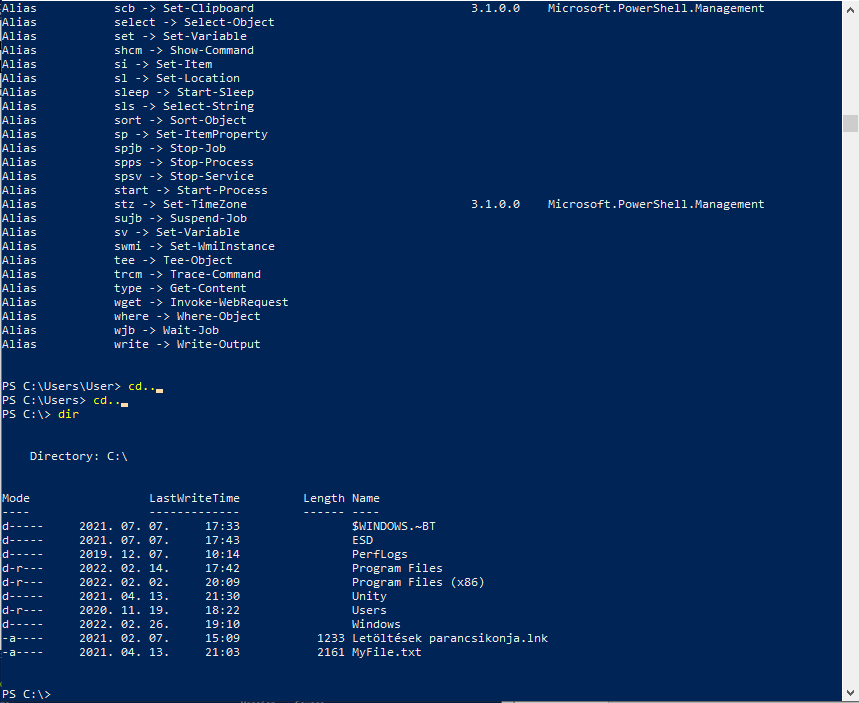 Alias           scb -> Set-Clipboard                               3.1.0.0    Microsoft.PowerShell.Management
Alias           select -> Select-Object
Alias           set -> Set-Variable
Alias           shcm -> Show-Command
Alias           si -> Set-Item
Alias           sl -> Set-Location
Alias           sleep -> Start-Sleep
Alias           sls -> Select-String
Alias           sort -> Sort-Object
Alias           sp -> Set-ItemProperty
Alias           spjb -> Stop-Job
Alias           spps -> Stop-Process
Alias           spsv -> Stop-Service
Alias           start -> Start-Process
Alias           stz -> Set-TimeZone                                3.1.0.0    Microsoft.PowerShell.Management
Alias           sujb -> Suspend-Job
Alias           sv -> Set-Variable
Alias           swmi -> Set-WmiInstance
Alias           tee -> Tee-Object
Alias           trcm -> Trace-Command
Alias           type -> Get-Content
Alias           wget -> Invoke-WebRequest
Alias           where -> Where-Object
Alias           wjb -> Wait-Job
Alias           write -> Write-Output
PS C:\Users\User> cd..
PS C:\Users> cd..
PS C:\> dir
    Directory: C:\
Mode                 LastWriteTime         Length Name
----                 -------------         ------ ----
d-----     2021. 07. 07.     17:33                $WINDOWS.~BT
d-----     2021. 07. 07.     17:43                ESD
d-----     2019. 12. 07.     10:14                PerfLogs
d-r---     2022. 02. 14.     17:42                Program Files
d-r---     2022. 02. 02.     20:09                Program Files (x86)
d-----     2021. 04. 13.     21:30                Unity
d-r---     2020. 11. 19.     18:22                Users
d-----     2022. 02. 26.     19:10                Windows
-a----     2021. 02. 07.     15:09           1233 Letöltések parancsikonja.lnk
-a----     2021. 04. 13.     21:03           2161 MyFile.txt
PS C:\>